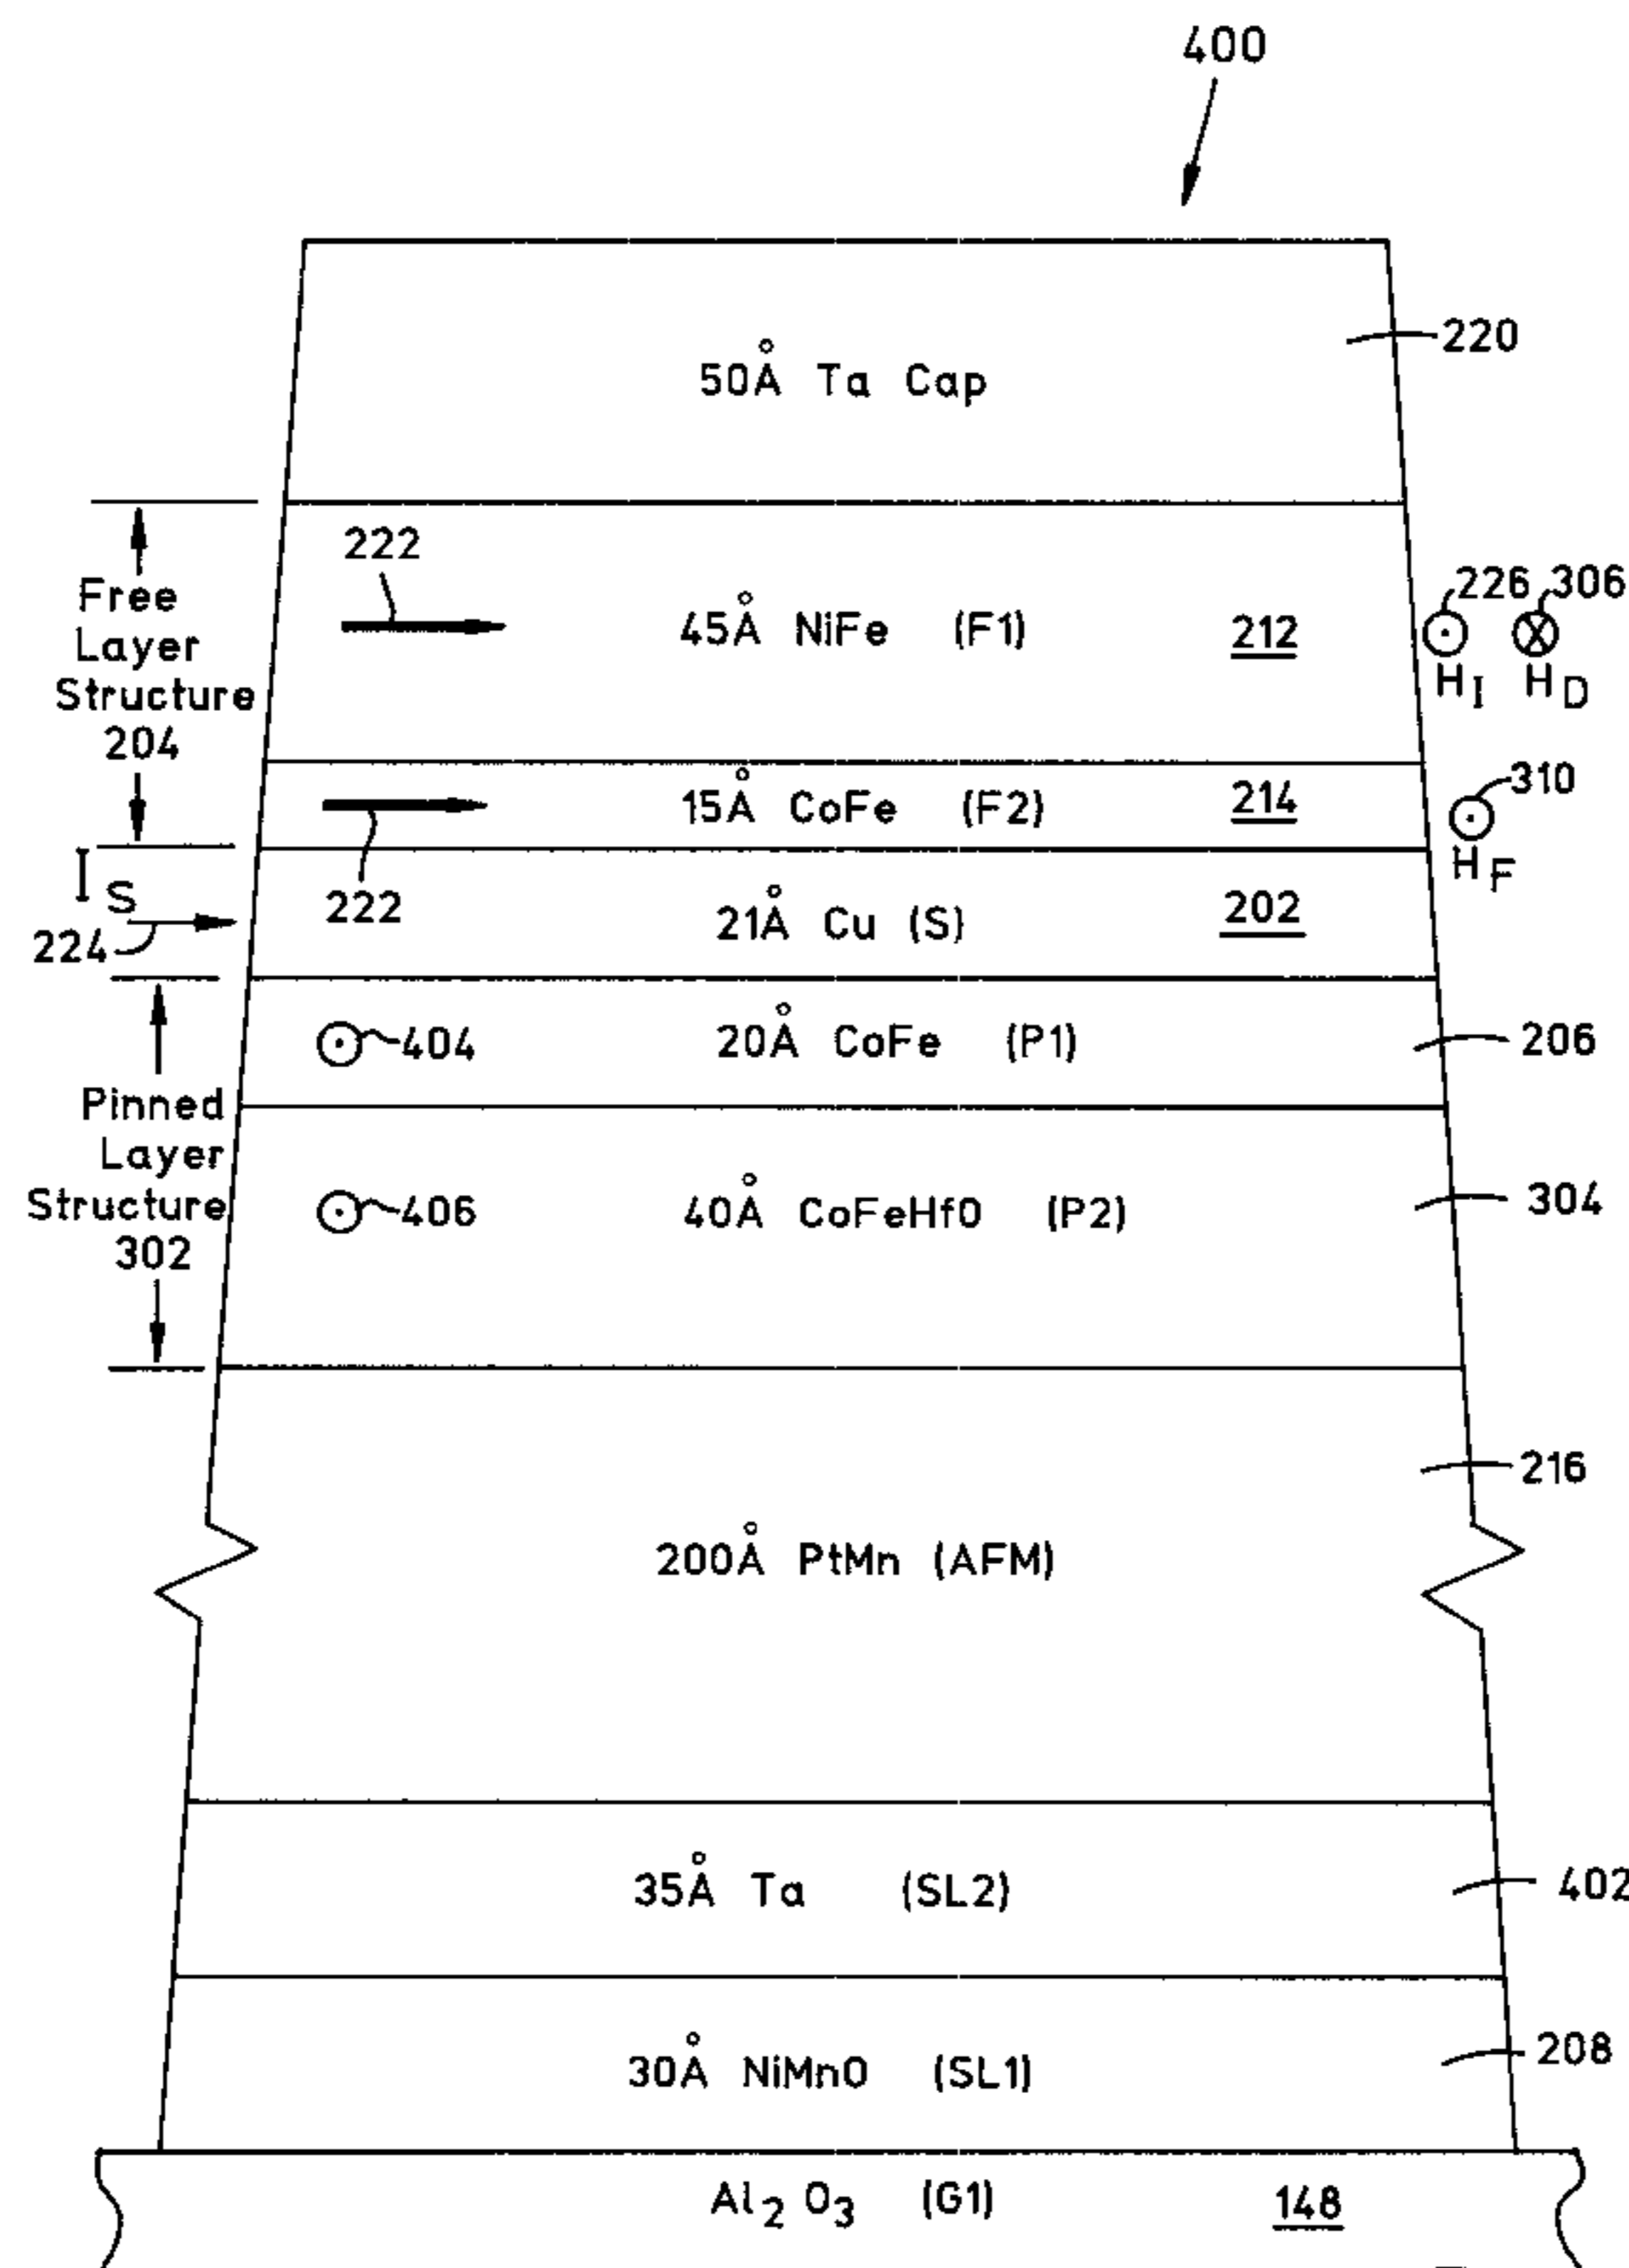 400
50Å Ta Cap
220
Free
Layer
Structure
204
222
45Å NiFe (F1)
212
226
306
H_I
H_D
222
15Å CoFe (F2)
214
310
H_F
I_S
224
21Å Cu (S)
202
Pinned
Layer
Structure
302
404
20Å CoFe (P1)
206
406
40Å CoFeHfO (P2)
304
200Å PtMn (AFM)
216
35Å Ta (SL2)
402
30Å NiMnO (SL1)
208
Al₂O₃ (G1)
148